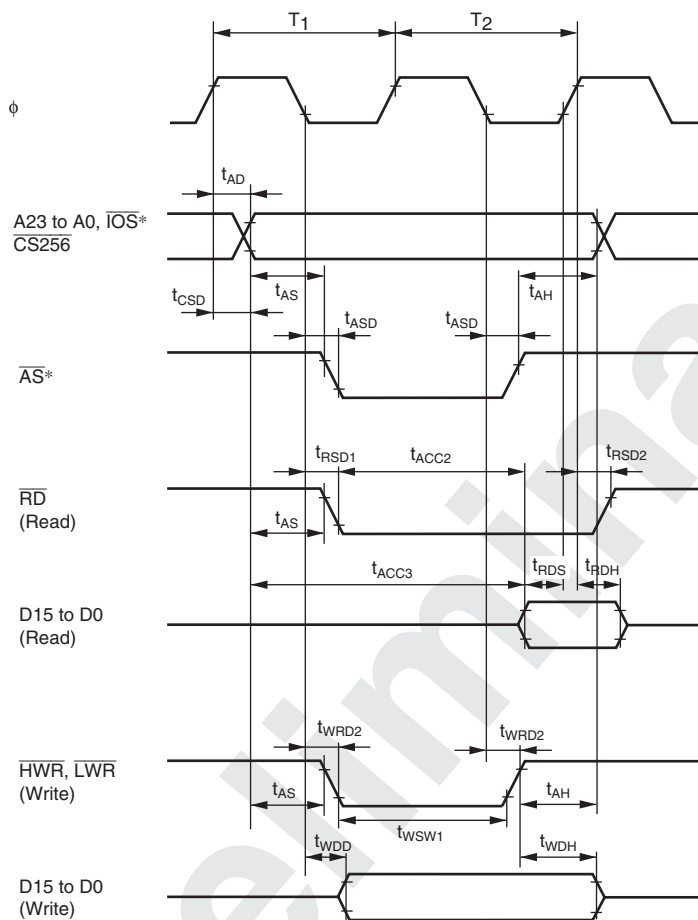 T1 T2
φ
tAD
A23 to A0, IOS*
CS256
tAS tAH
tCSD
tASD tASD
AS*
tRSD1 tACC2 tRSD2
RD
(Read)
tAS
tACC3 tRDS tRDH
D15 to D0
(Read)
tWRD2 tWRD2
HWR, LWR
(Write)
tAS tAH
tWSW1
tWDD tWDH
D15 to D0
(Write)